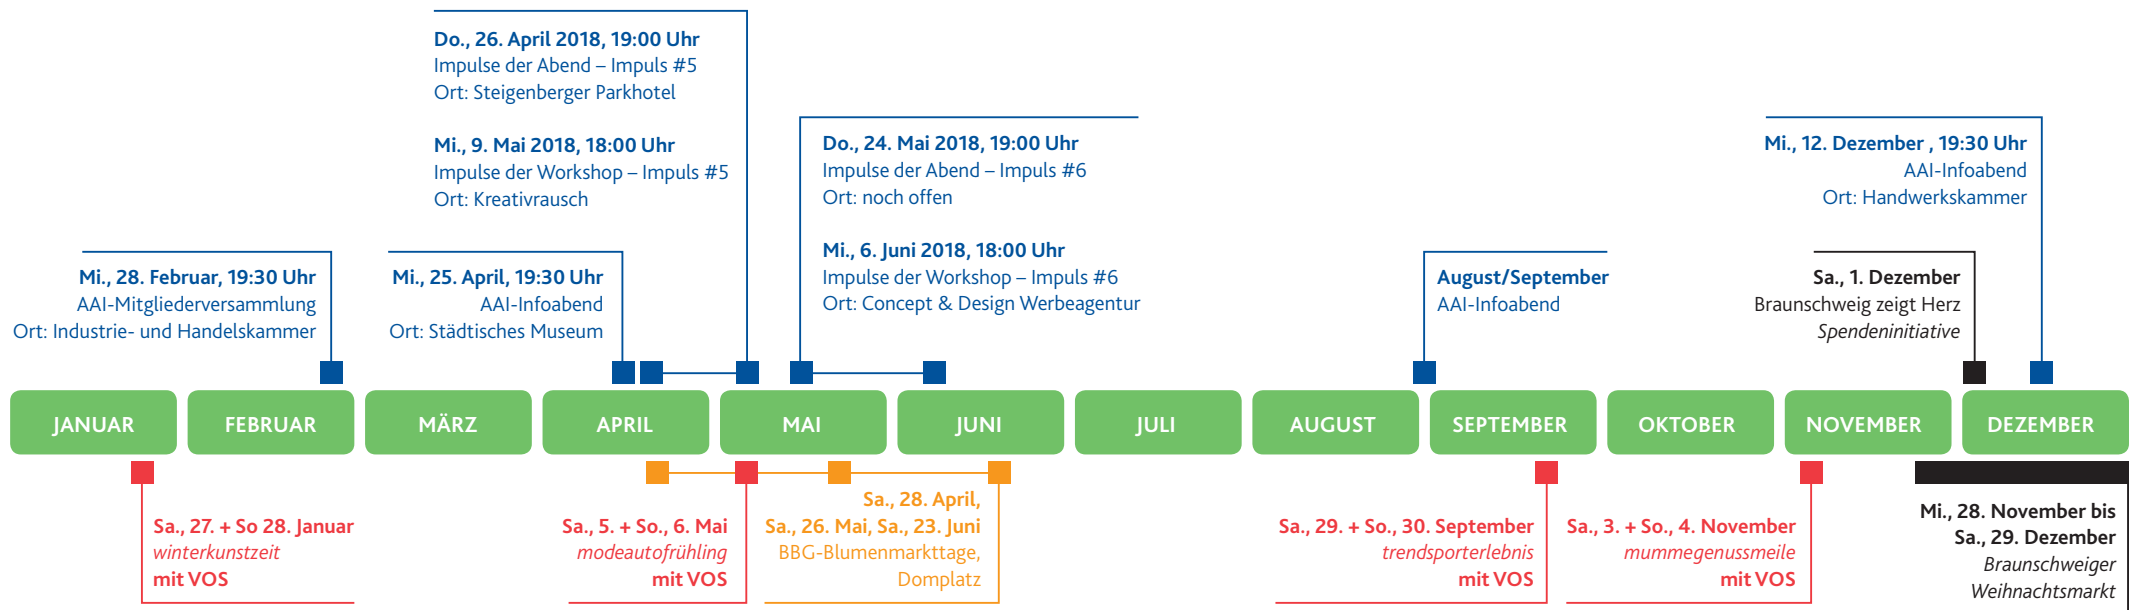 Do., 26. April 2018, 19:00 Uhr
Impulse der Abend – Impuls #5
Ort: Steigenberger Parkhotel
Mi., 9. Mai 2018, 18:00 Uhr
Impulse der Workshop – Impuls #5
Ort: Kreativrausch
Do., 24. Mai 2018, 19:00 Uhr
Impulse der Abend – Impuls #6
Ort: noch offen
Mi., 6. Juni 2018, 18:00 Uhr
Impulse der Workshop – Impuls #6
Ort: Concept & Design Werbeagentur
Mi., 12. Dezember , 19:30 Uhr
AAI-Infoabend
Ort: Handwerkskammer
Mi., 28. Februar, 19:30 Uhr
AAI-Mitgliederversammlung
Ort: Industrie- und Handelskammer
Mi., 25. April, 19:30 Uhr
AAI-Infoabend
Ort: Städtisches Museum
August/September
AAI-Infoabend
Sa., 1. Dezember
Braunschweig zeigt Herz
Spendeninitiative
JANUAR
FEBRUAR
MÄRZ
APRIL
MAI
JUNI
JULI
AUGUST
SEPTEMBER
OKTOBER
NOVEMBER
DEZEMBER
Sa., 27. + So 28. Januar
winterkunstzeit
mit VOS
Sa., 5. + So., 6. Mai
modeautofrühling
mit VOS
Sa., 28. April,
Sa., 26. Mai, Sa., 23. Juni
BBG-Blumenmarkttage,
Domplatz
Sa., 29. + So., 30. September
trendsporterlebnis
mit VOS
Sa., 3. + So., 4. November
mummegenussmeile
mit VOS
Mi., 28. November bis
Sa., 29. Dezember
Braunschweiger
Weihnachtsmarkt